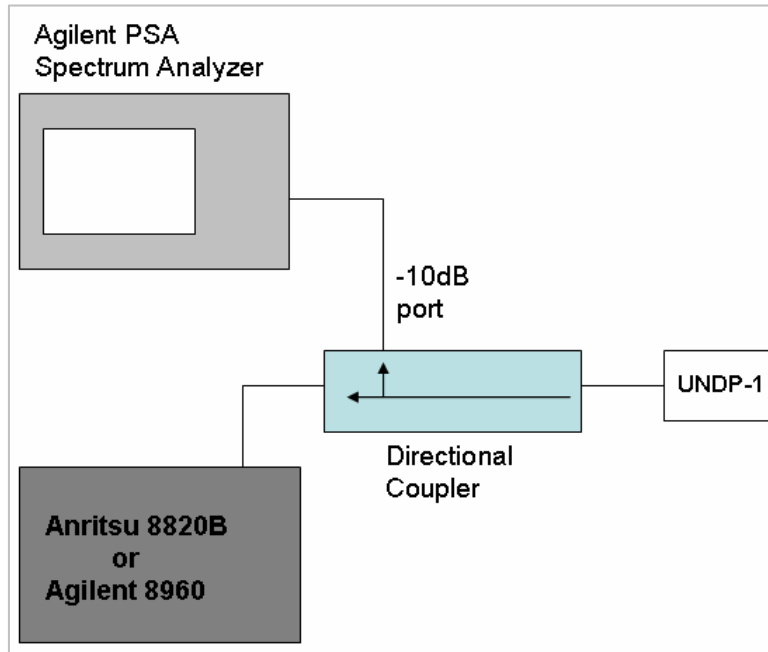 Agilent PSA
Spectrum Analyzer
-10dB
port
UNDP-1
Directional
Coupler
Anritsu 8820B
or
Agilent 8960